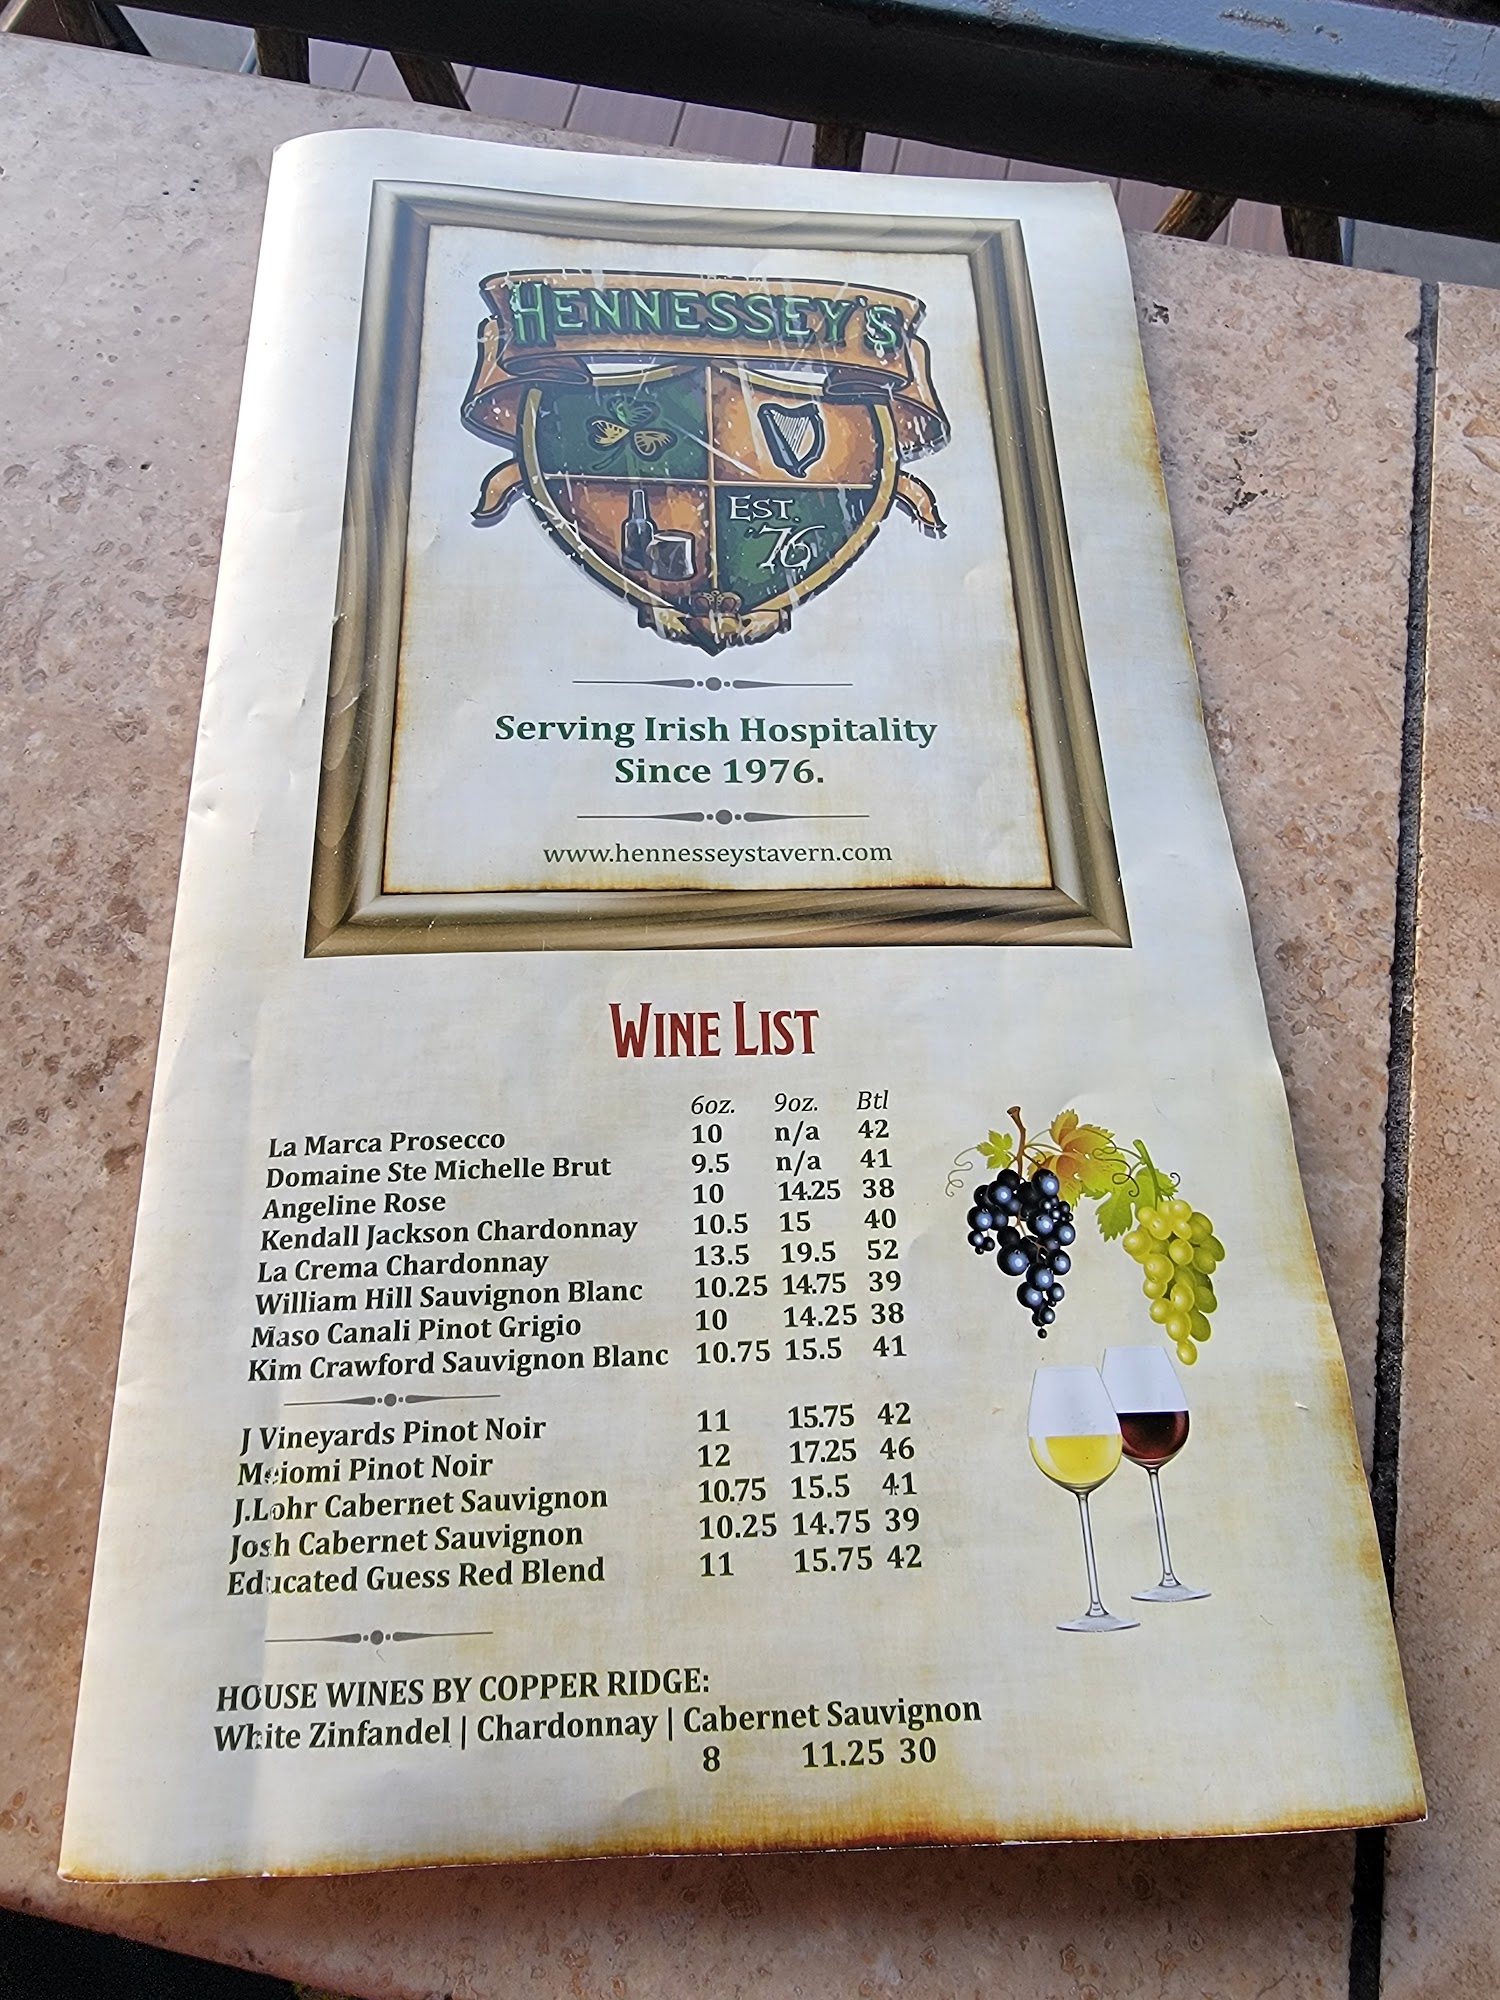 HENNESSEY'S
EST.
'76
Serving Irish Hospitality
Since 1976.
www.hennesseystavern.com
WINE LIST
6oz. 9oz. Btl
La Marca Prosecco 10 n/a 42
Domaine Ste Michelle Brut 9.5 n/a 41
Angeline Rose 10 14.25 38
Kendall Jackson Chardonnay 10.5 15 40
La Crema Chardonnay 13.5 19.5 52
William Hill Sauvignon Blanc 10.25 14.75 39
Maso Canali Pinot Grigio 10 14.25 38
Kim Crawford Sauvignon Blanc 10.75 15.5 41
J Vineyards Pinot Noir 11 15.75 42
Meiomi Pinot Noir 12 17.25 46
J.Lohr Cabernet Sauvignon 10.75 15.5 41
Josh Cabernet Sauvignon 10.25 14.75 39
Educated Guess Red Blend 11 15.75 42
HOUSE WINES BY COPPER RIDGE:
White Zinfandel | Chardonnay | Cabernet Sauvignon
8 11.25 30